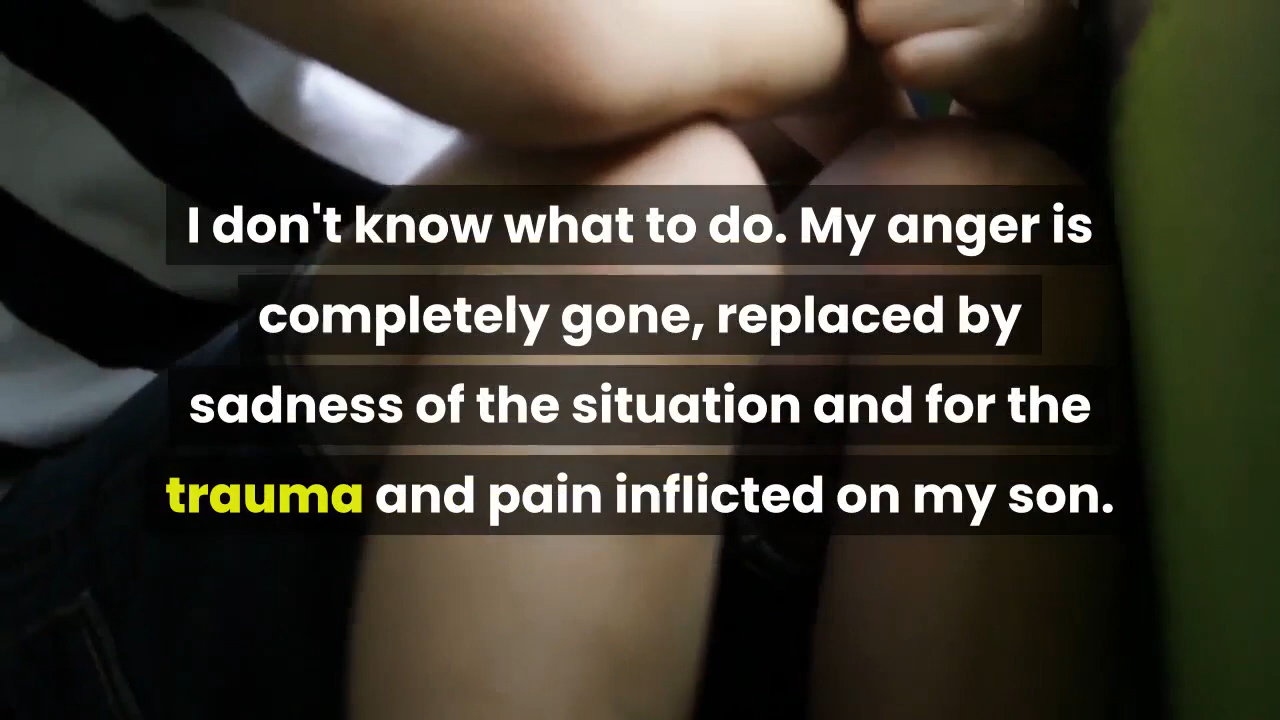 I don't know what to do. My anger is
completely gone, replaced by
sadness of the situation and for the
trauma and pain inflicted on my son.